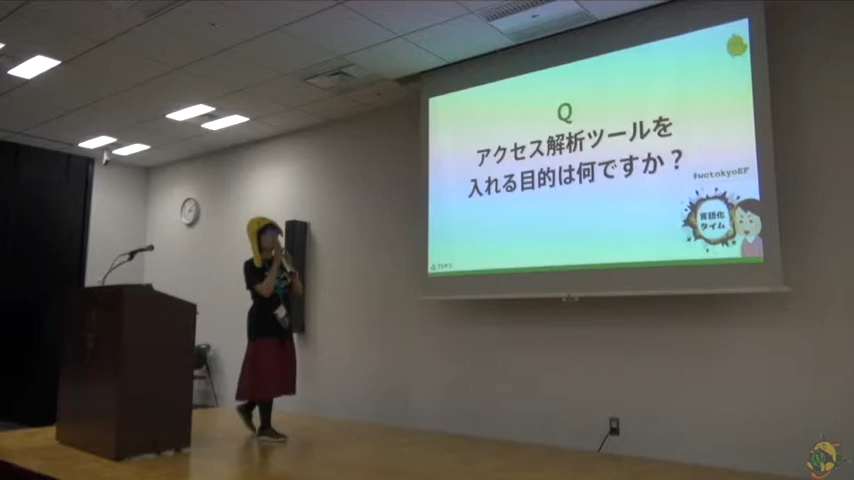 Q
アクセス解析ツールを
入れる目的は何ですか？
#wctokyoEF
言語化
タイム